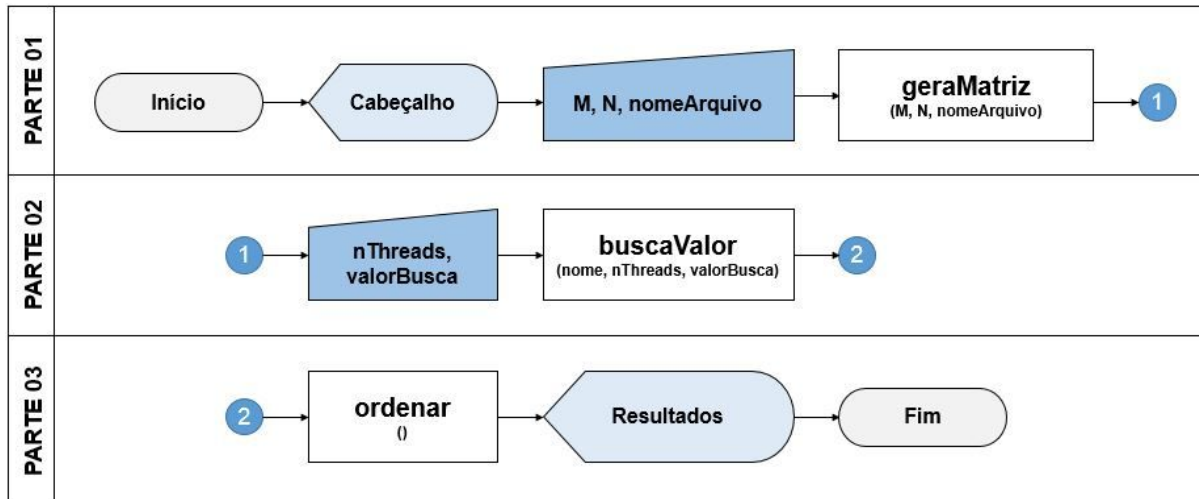 PARTE 01
Início
Cabeçalho
M, N, nomeArquivo
geraMatriz
(M, N, nomeArquivo)
1
PARTE 02
1
nThreads,
valorBusca
buscaValor
(nome, nThreads, valorBusca)
2
PARTE 03
2
ordenar
()
Resultados
Fim